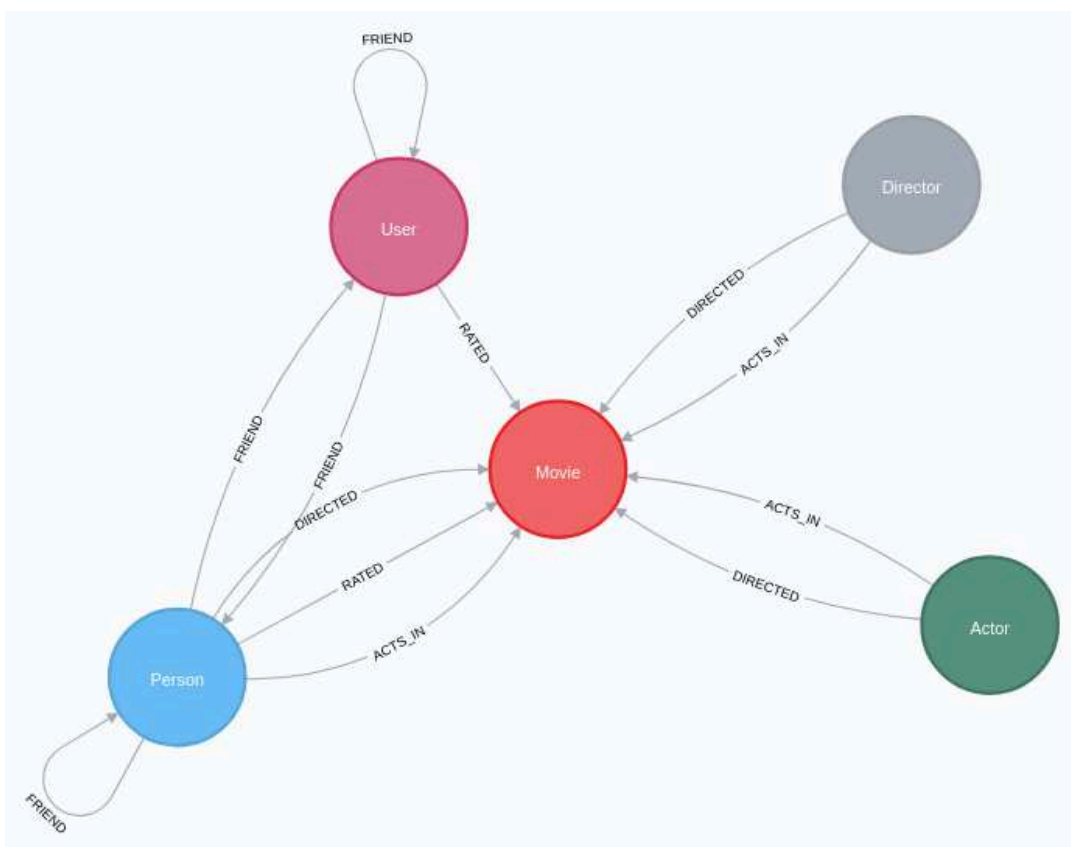 FRIEND
Director
User
DIRECTED
RATED
ACTS_IN
FRIEND
FRIEND
Movie
DIRECTED
ACTS_IN
RATED
DIRECTED
ACTS_IN
Actor
Person
FRIEND